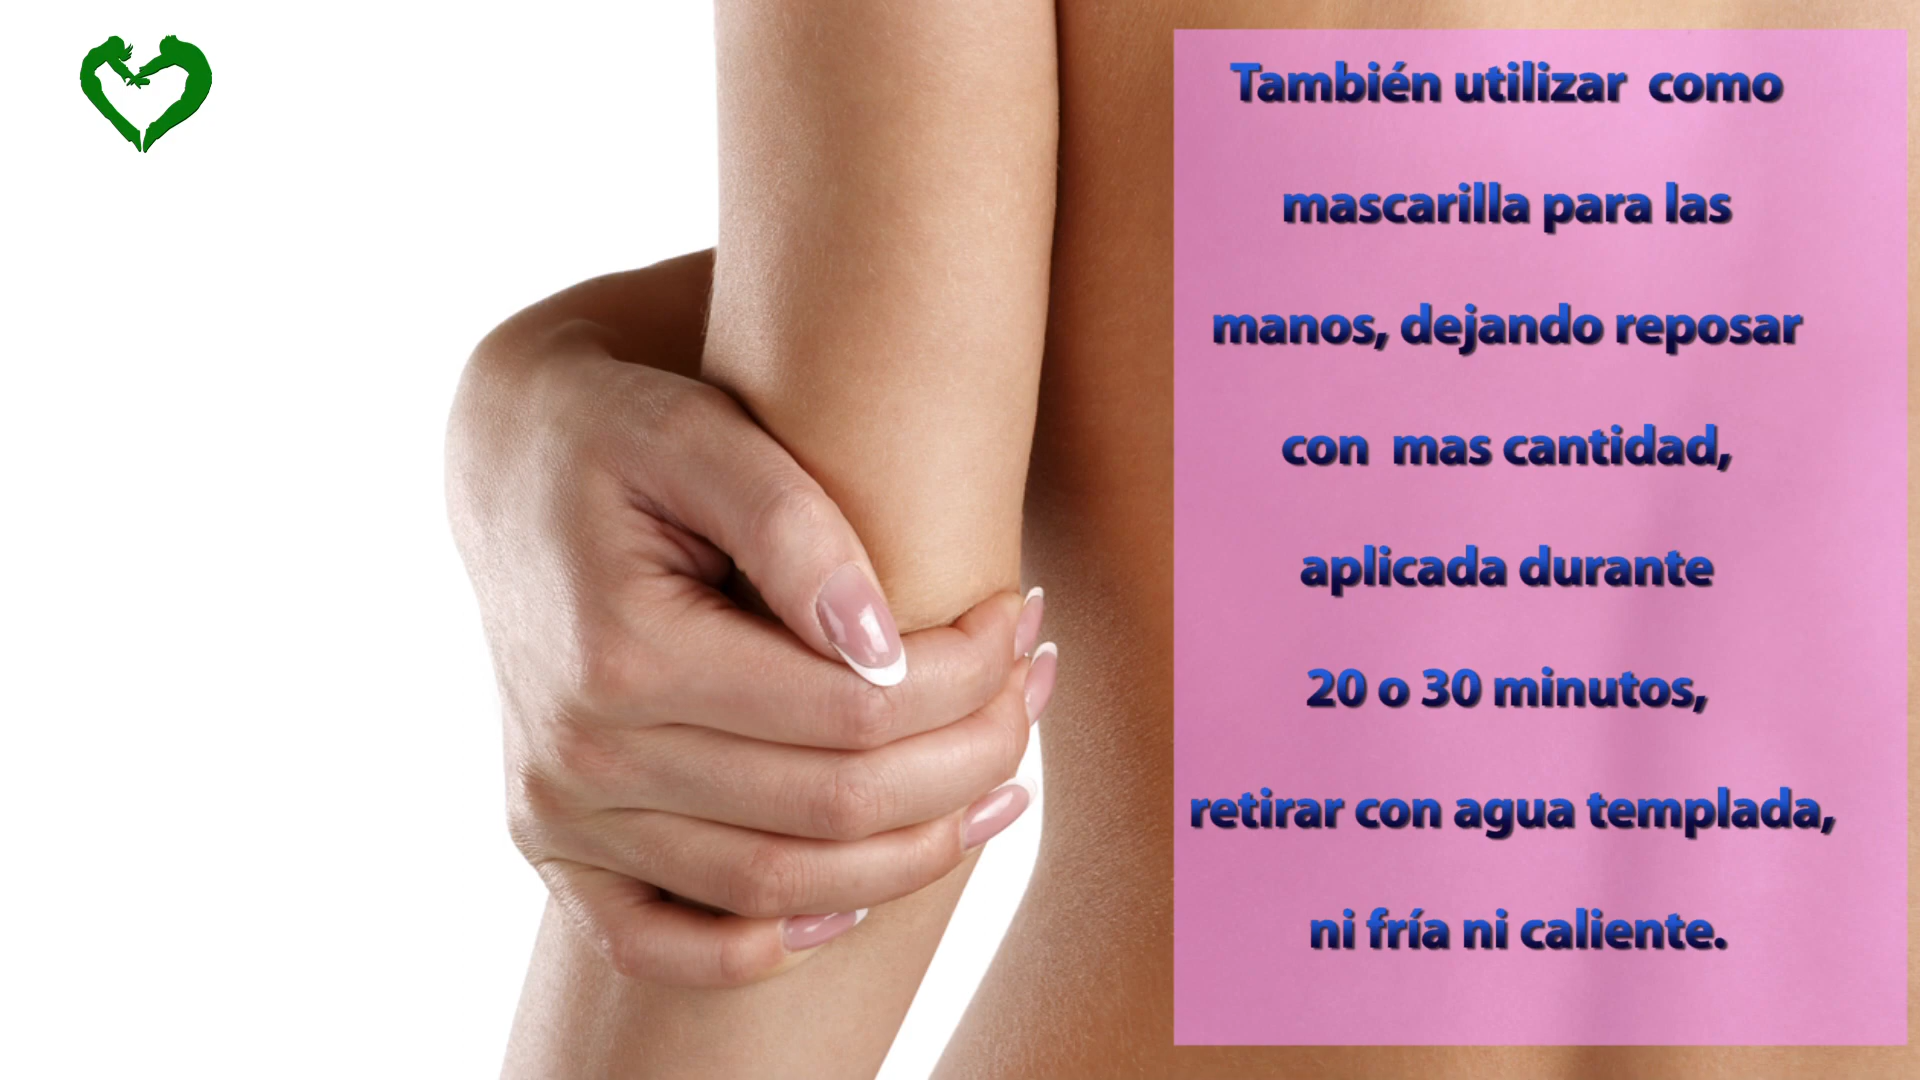 También utilizar  como
mascarilla para las
manos, dejando reposar
con  mas cantidad,
aplicada durante
20 o 30 minutos,
retirar con agua templada,
ni fría ni caliente.